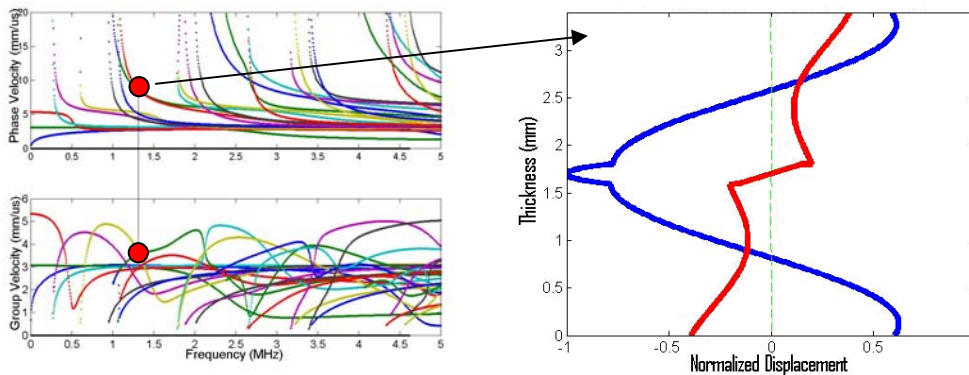 Phase Velocity (mm/us)
20
15
10
5
0
0 0.5 1 1.5 2 2.5 3 3.5 4 4.5 5
Group Velocity (mm/us)
6
5
4
3
2
1
0
0 0.5 1 1.5 2 2.5 3 3.5 4 4.5 5
Frequency (MHz)
Thickness (mm)
3
2.5
2
1.5
1
0.5
0
-1 -0.5 0 0.5
Normalized Displacement